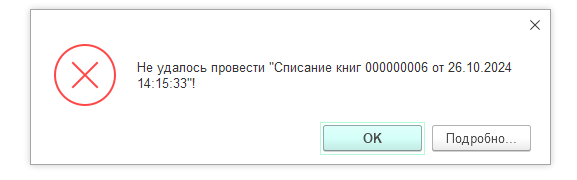 Не удалось провести "Списание книг 000000006 от 26.10.2024
14:15:33"!
OK Подробно...